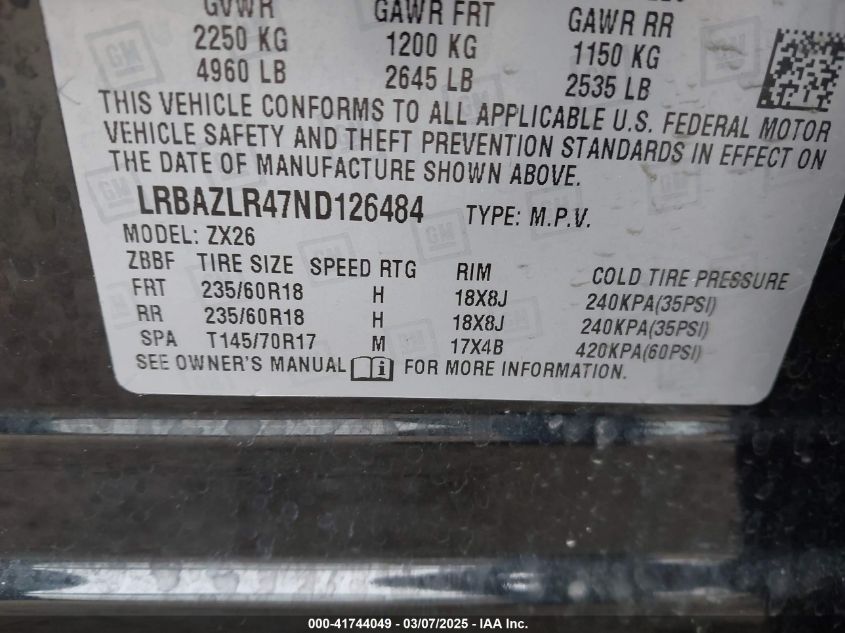 GVWR GAWR FRT GAWR RR
2250 KG 1200 KG 1150 KG
4960 LB 2645 LB 2535 LB
THIS VEHICLE CONFORMS TO ALL APPLICABLE U.S. FEDERAL MOTOR
VEHICLE SAFETY AND THEFT PREVENTION STANDARDS IN EFFECT ON
THE DATE OF MANUFACTURE SHOWN ABOVE.
LRBAZLR47ND126484 TYPE: M.P.V.
MODEL: ZX26
ZBBF TIRE SIZE SPEED RTG RIM COLD TIRE PRESSURE
FRT 235/60R18 H 18X8J 240KPA(35PSI)
RR 235/60R18 H 18X8J 240KPA(35PSI)
SPA T145/70R17 M 17X4B 420KPA(60PSI)
SEE OWNER'S MANUAL FOR MORE INFORMATION.
000-41744049 - 03/07/2025 - IAA Inc.